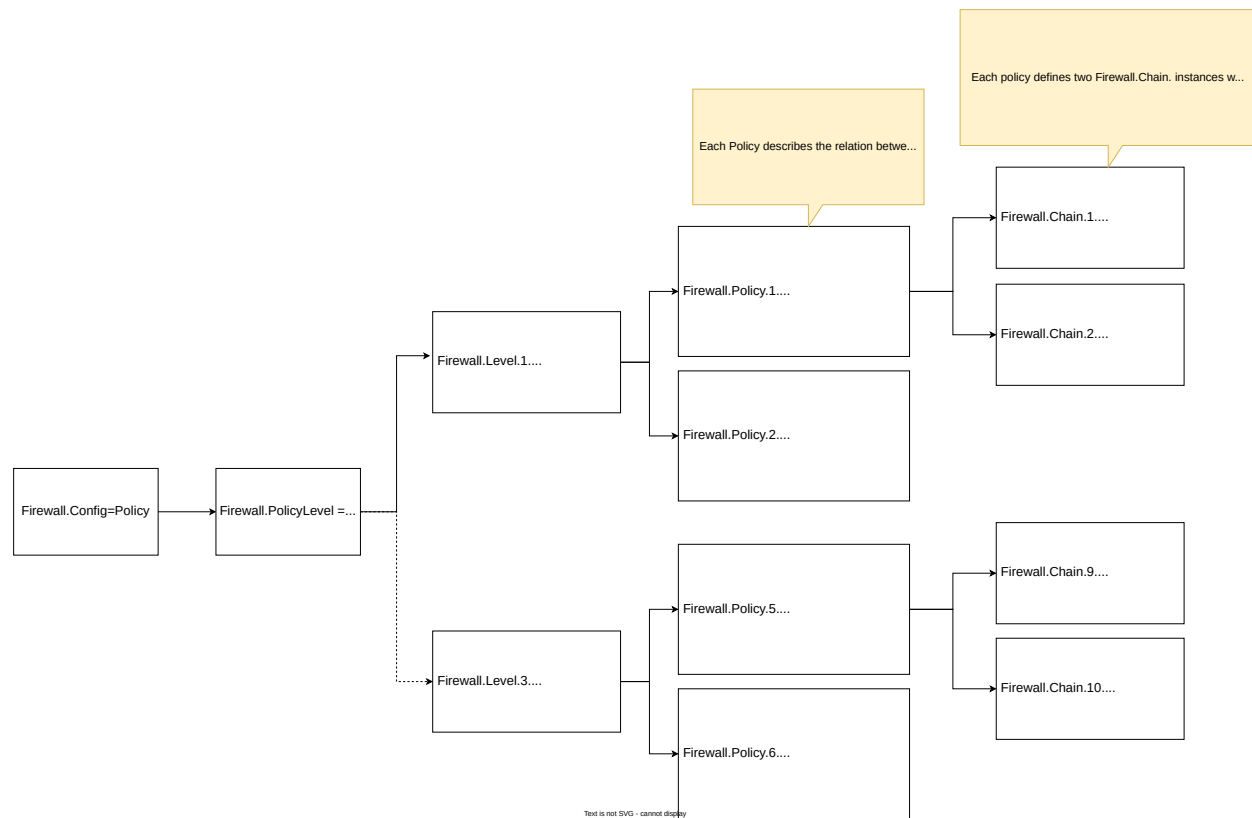 Each policy defines two Firewall.Chain. instances w...
Each Policy describes the relation betwe...
Firewall.Chain.1....
Firewall.Policy.1....
Firewall.Chain.2....
Firewall.Level.1....
Firewall.Policy.2....
Firewall.Config=Policy
Firewall.PolicyLevel =...
Firewall.Chain.9....
Firewall.Policy.5....
Firewall.Level.3....
Firewall.Chain.10....
Firewall.Policy.6....
Text is not SVG - cannot display